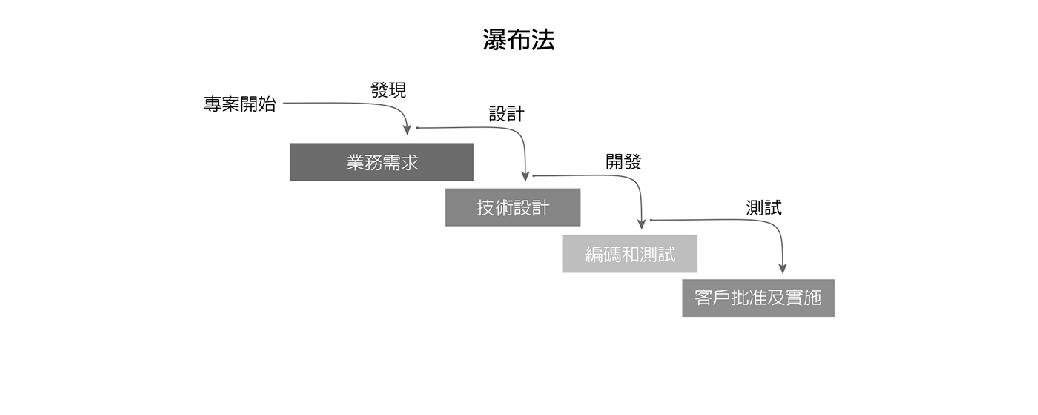 瀑布法
專案開始
發現
業務需求
設計
技術設計
開發
編碼和測試
測試
客戶批准及實施